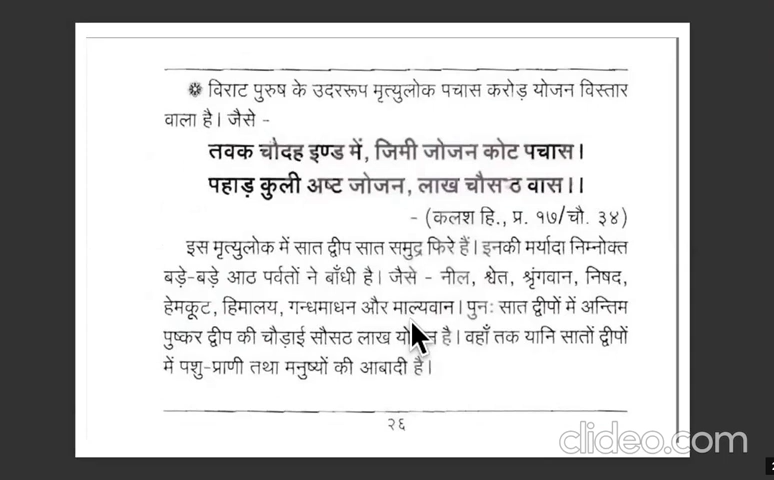 ❋ विराट पुरुष के उदररूप मृत्युलोक पचास करोड़ योजन विस्तार
वाला है। जैसे -
तवक चौदह इण्ड में, जिमी जोजन कोट पचास।
पहाड़ कुली अष्ट जोजन, लाख चौसठ वास।।
- (कलश हि., प्र. १७/चौ. ३४)
इस मृत्युलोक में सात द्वीप सात समुद्र फिरे हैं। इनकी मर्यादा निम्नोक्त
बड़े-बड़े आठ पर्वतों ने बाँधी है। जैसे - नील, श्वेत, श्रृंगवान, निषद,
हेमकूट, हिमालय, गन्धमाधन और माल्यवान। पुनः सात द्वीपों में अन्तिम
पुष्कर द्वीप की चौड़ाई सौसठ लाख है। वहाँ तक यानि सातों द्वीपों
में पशु-प्राणी तथा मनुष्यों की आबादी है।
२६
clideo.com